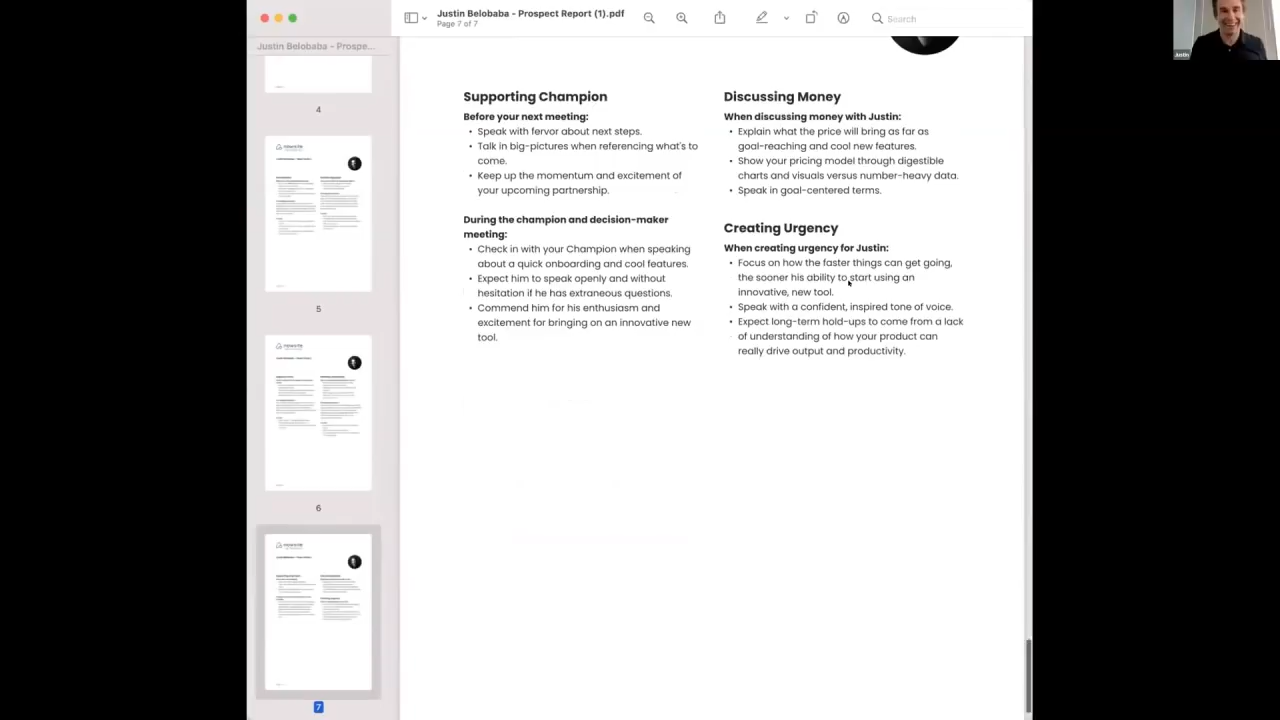 Justin Belobaba - Prospect Report (1).pdf
Page 7 of 7
Search
Justin
Justin Belobaba - Prospe...
4
5
6
7
Supporting Champion
Before your next meeting:
• Speak with fervor about next steps.
• Talk in big-pictures when referencing what's to
come.
• Keep up the momentum and excitement of
your upcoming partnership.
During the champion and decision-maker
meeting:
• Check in with your Champion when speaking
about a quick onboarding and cool features.
• Expect him to speak openly and without
hesitation if he has extraneous questions.
• Commend him for his enthusiasm and
excitement for bringing on an innovative new
tool.
Discussing Money
When discussing money with Justin:
• Explain what the price will bring as far as
goal-reaching and cool new features.
• Show your pricing model through digestible
charts and visuals versus number-heavy data.
• Speak in goal-centered terms.
Creating Urgency
When creating urgency for Justin:
• Focus on how the faster things can get going,
the sooner his ability to start using an
innovative, new tool.
• Speak with a confident, inspired tone of voice.
• Expect long-term hold-ups to come from a lack
of understanding of how your product can
really drive output and productivity.